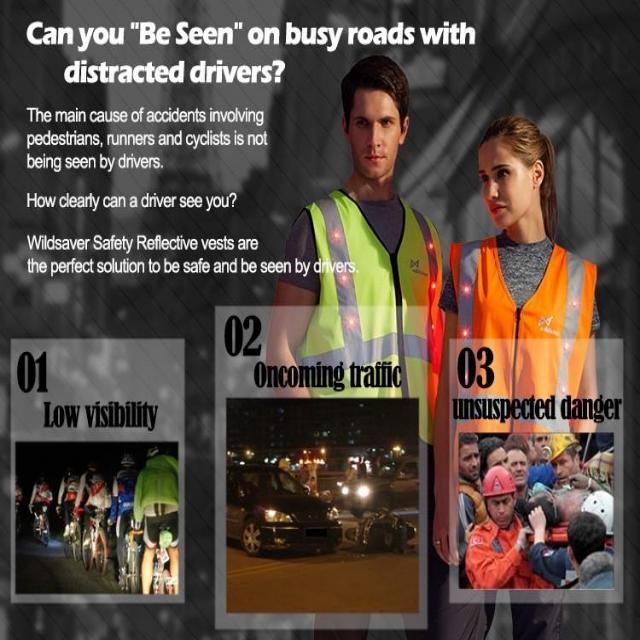 Can you "Be Seen" on busy roads with
distracted drivers?
The main cause of accidents involving
pedestrians, runners and cyclists is not
being seen by drivers.
How clearly can a driver see you?
Wildsaver Safety Reflective vests are
the perfect solution to be safe and be seen by drivers.
01
Low visibility
02
Oncoming traffic
03
unsuspected danger